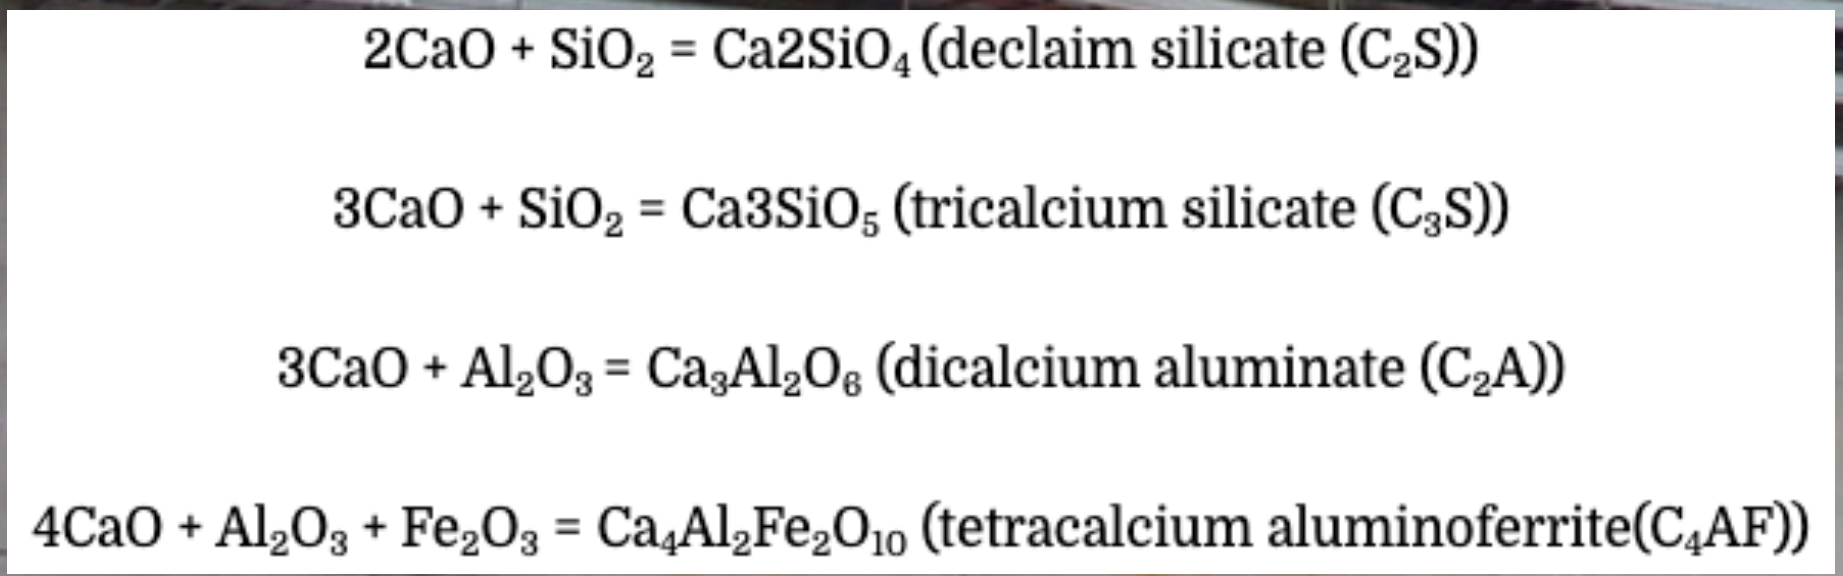 2CaO + SiO₂ = Ca2SiO₄ (declaim silicate (C₂S))
3CaO + SiO₂ = Ca3SiO₅ (tricalcium silicate (C₃S))
3CaO + Al₂O₃ = Ca₃Al₂O₆ (dicalcium aluminate (C₂A))
4CaO + Al₂O₃ + Fe₂O₃ = Ca₄Al₂Fe₂O₁₀ (tetracalcium aluminoferrite(C₄AF))